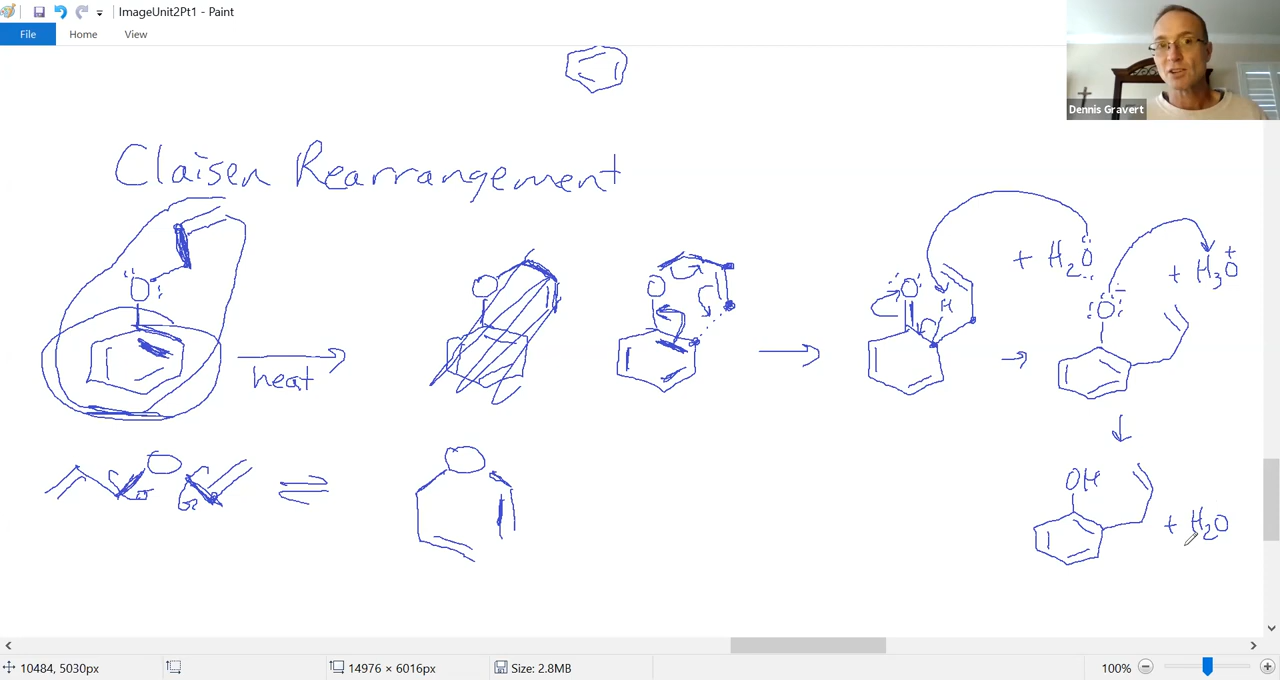 ImageUnit2Pt1 - Paint
File Home View
Dennis Gravert
Claisen Rearrangement
:O:
heat
O
O
:O:
H
+ H2O
:O: −
+ H3O+
O
σ
σ
O
OH
+ H2O
10484, 5030px
14976 × 6016px
Size: 2.8MB
100%